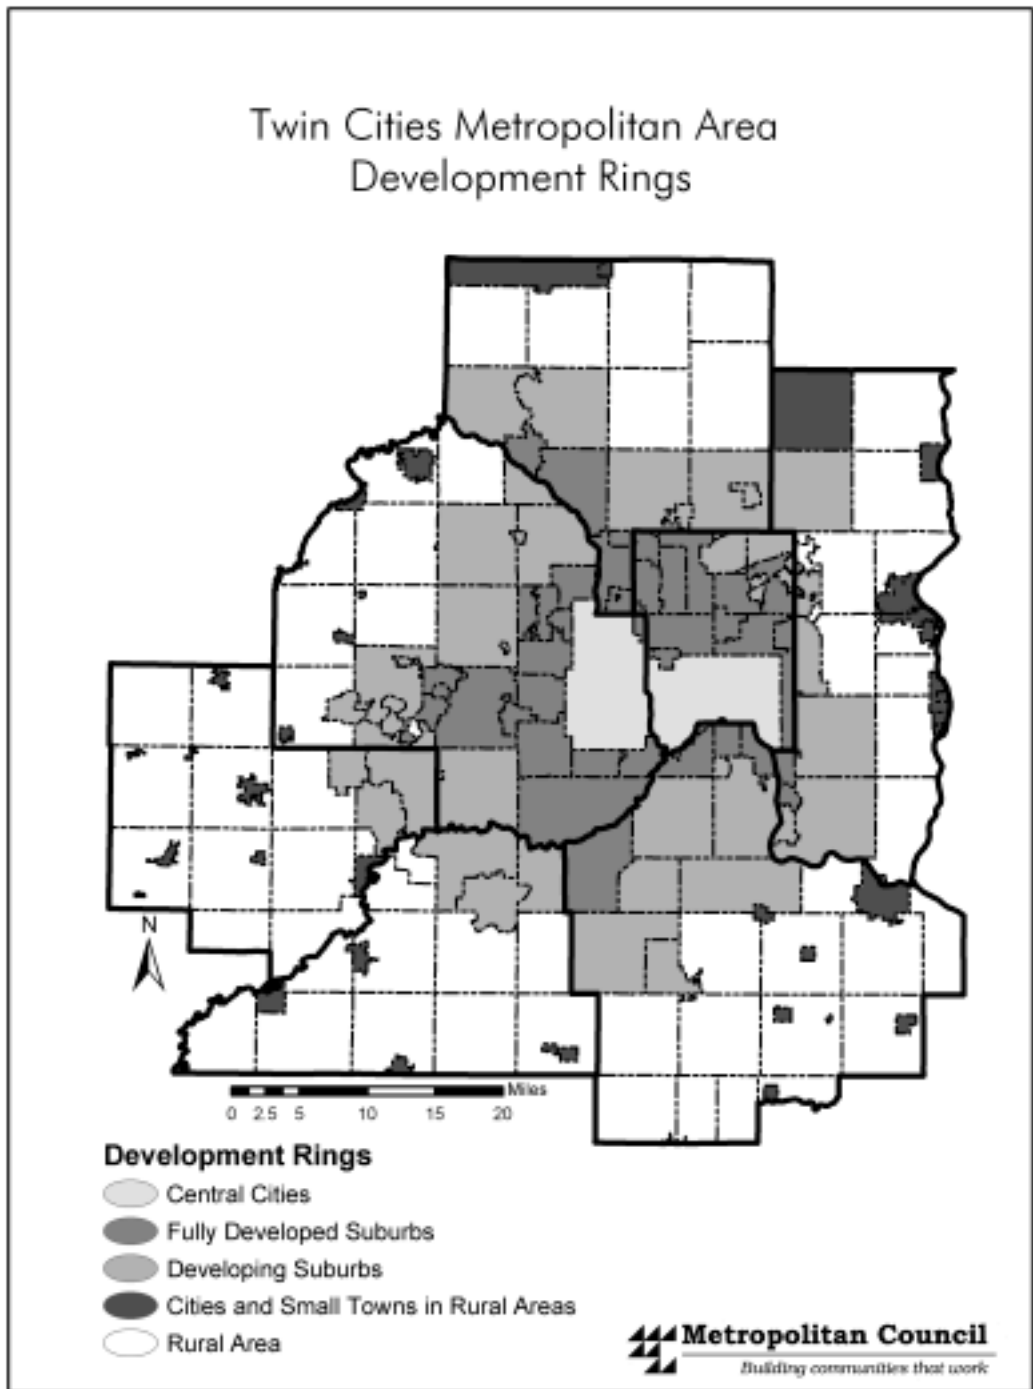 Twin Cities Metropolitan Area
Development Rings
N
Miles
0 2.5 5 10 15 20
Development Rings
Central Cities
Fully Developed Suburbs
Developing Suburbs
Cities and Small Towns in Rural Areas
Rural Area
Metropolitan Council
Building communities that work